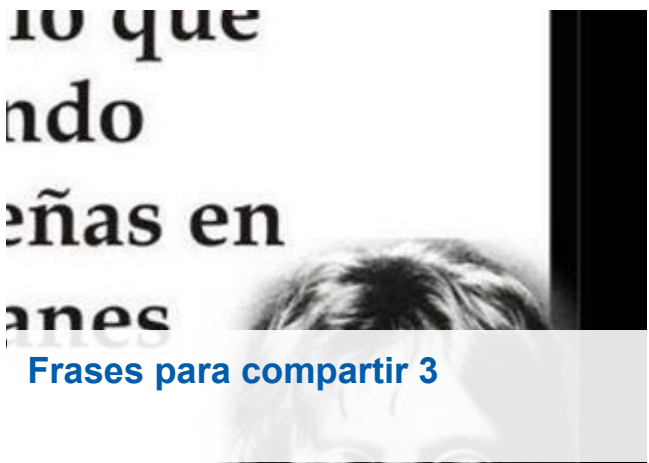 lo que
ndo
eñas en
anes
Frases para compartir 3